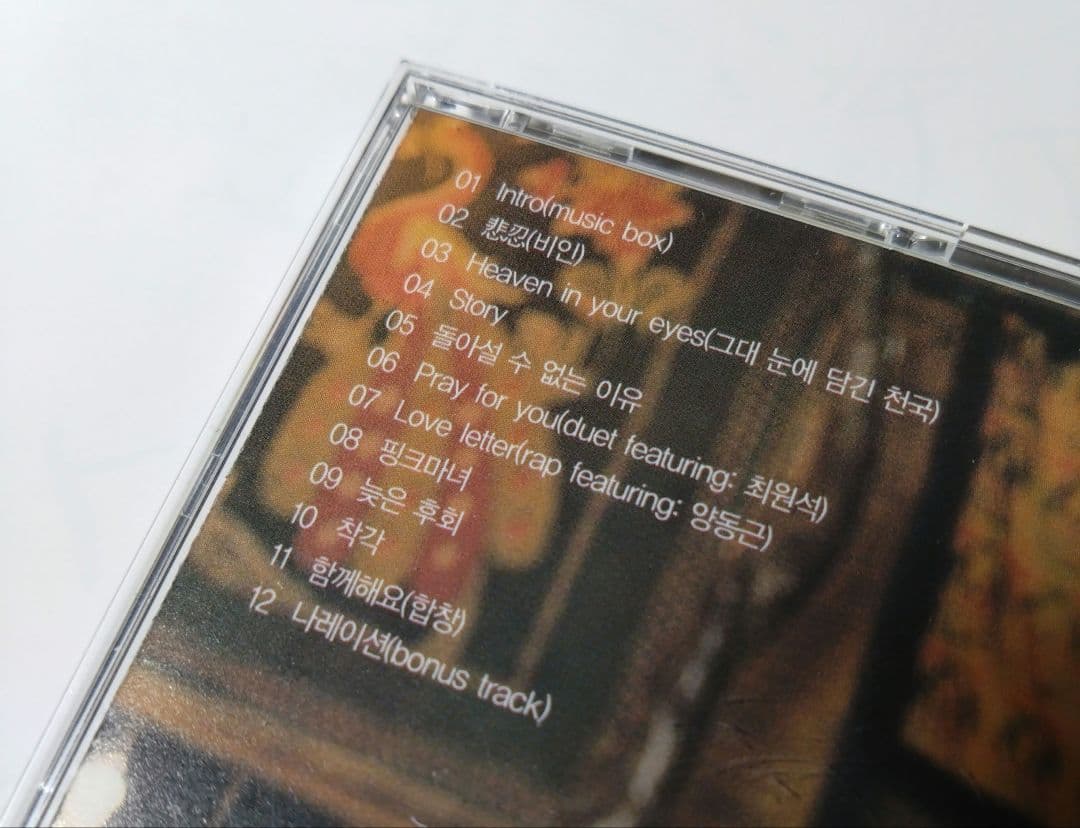 01 Intro(music box)
02 悲忍(비인)
03 Heaven in your eyes(그대 눈에 담긴 천국)
04 Story
05 돌아설 수 없는 이유
06 Pray for you(duet featuring: 최원석)
07 Love letter(rap featuring: 양동근)
08 핑크마녀
09 늦은 후회
10 착각
11 함께해요(합창)
12 나레이션(bonus track)